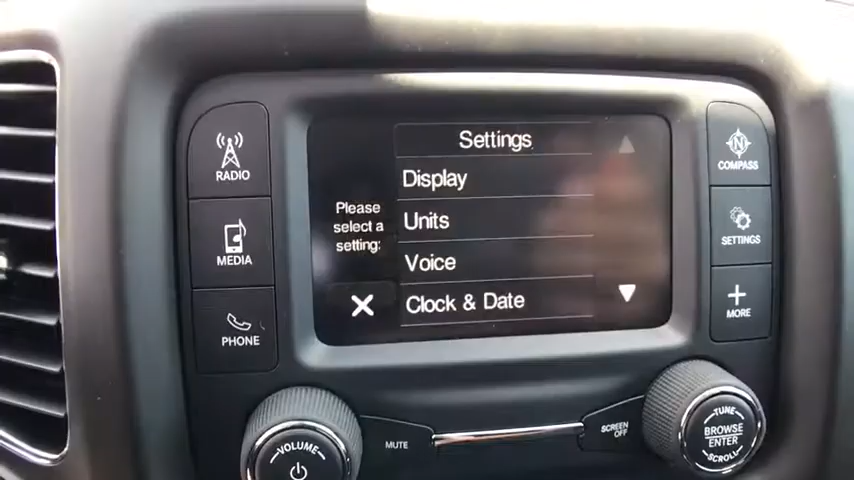 RADIO
MEDIA
PHONE
Settings
Display
Units
Voice
Clock & Date
Please
select a
setting:
N
COMPASS
SETTINGS
MORE
VOLUME
MUTE
SCREEN
OFF
TUNE
BROWSE
ENTER
SCROLL